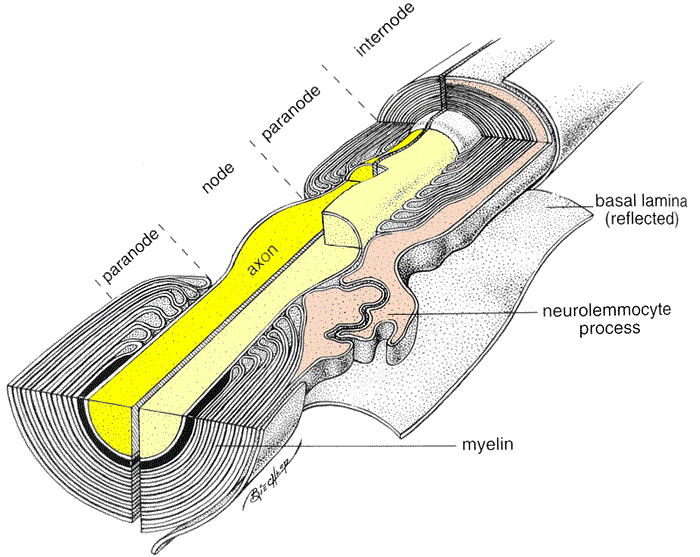 internode
paranode
node
paranode
axon
basal lamina
(reflected)
neurolemmocyte
process
myelin